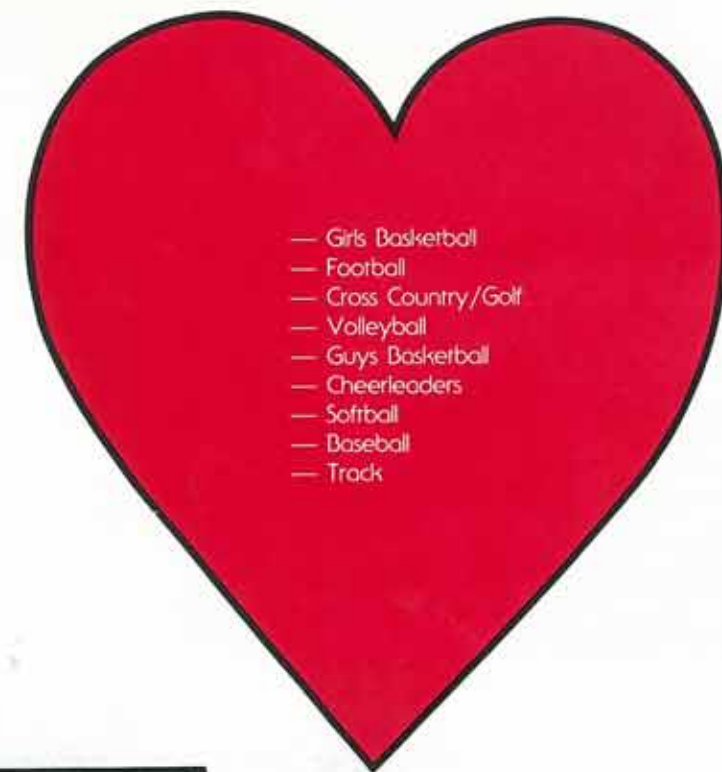 — Girls Basketball
— Football
— Cross Country/Golf
— Volleyball
— Guys Basketball
— Cheerleaders
— Softball
— Baseball
— Track